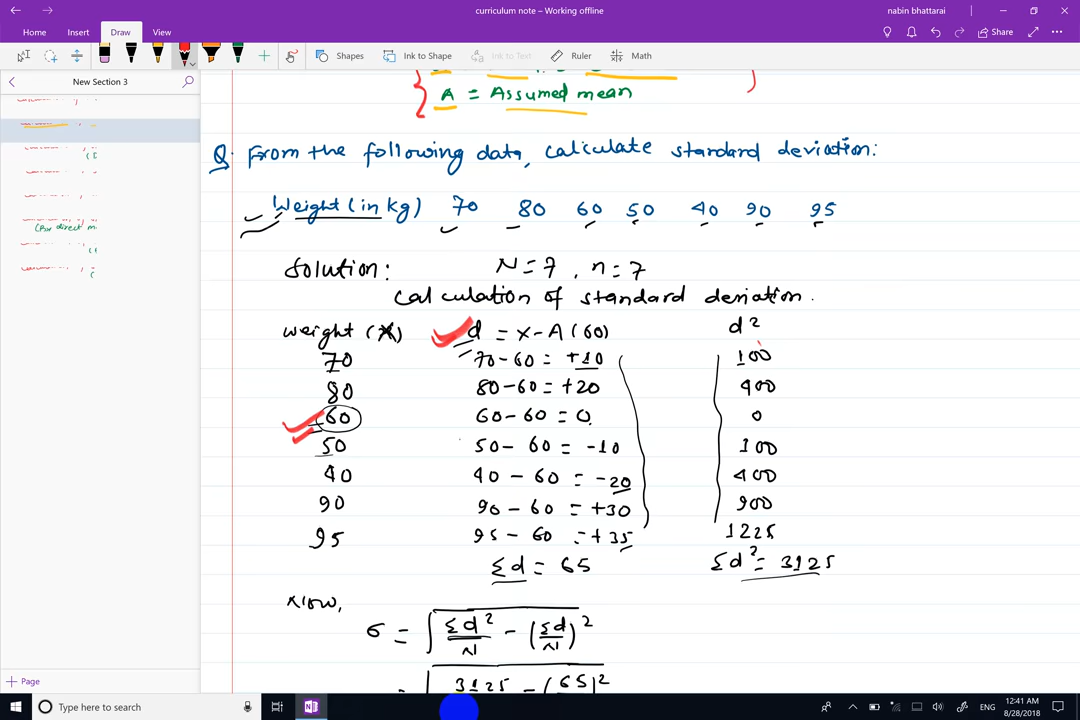 curriculum note – Working offline
nabin bhattarai
Home Insert Draw View
Share
Shapes Ink to Shape Ink to Text Ruler Math
New Section 3
A = Assumed mean
Q. From the following data, calculate standard deviation:
Weight (in kg) 70 80 60 50 40 90 95
Solution: N = 7, n = 7
Calculation of standard deviation.
weight (X) d = x - A (60) d²
70 70 - 60 = +10 100
80 80 - 60 = +20 400
60 60 - 60 = 0 0
50 50 - 60 = -10 100
40 40 - 60 = -20 400
90 90 - 60 = +30 900
95 95 - 60 = +35 1225
Σd = 65 Σd² = 3125
Now,
σ = √ Σd²/N - (Σd/N)²
= √ 3125 - (65)²
+ Page
Type here to search
ENG
12:41 AM
8/28/2018